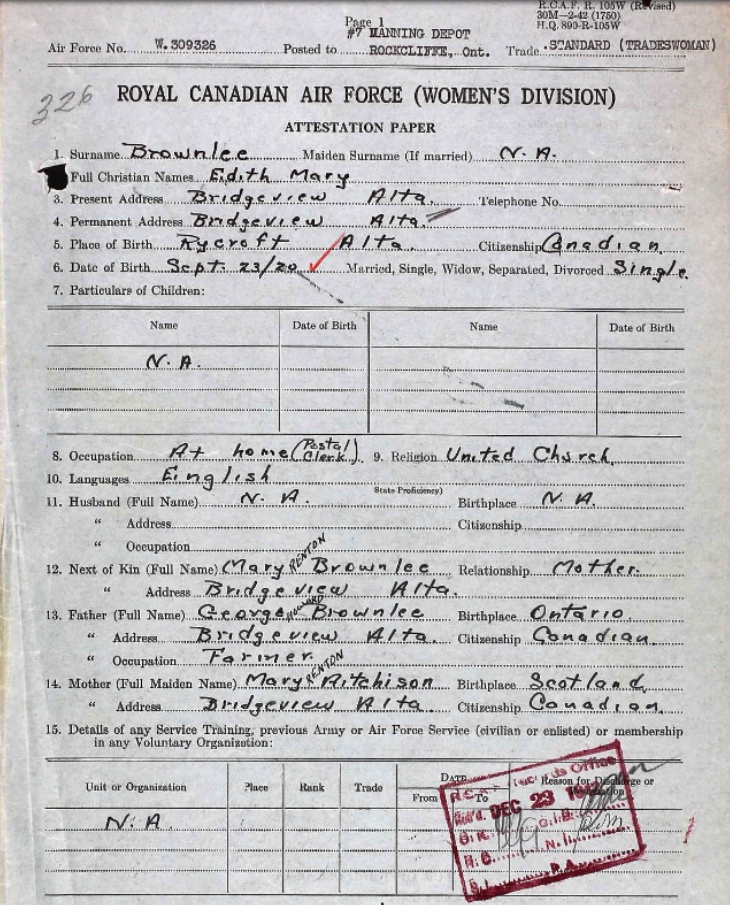 R.C.A.F. R. 105W (Revised)
30M—2-42 (1750)
H.Q. 890-R-105W
Page 1
#7 MANNING DEPOT
Air Force No. W.309326 Posted to ROCKCLIFFE, Ont. Trade STANDARD (TRADESWOMAN)
326
ROYAL CANADIAN AIR FORCE (WOMEN'S DIVISION)
ATTESTATION PAPER
1. Surname Brownlee Maiden Surname (If married) N.A.
Full Christian Names Edith Mary
3. Present Address Bridgeview Alta. Telephone No.
4. Permanent Address Bridgeview Alta.
5. Place of Birth Rycroft Alta. Citizenship Canadian
6. Date of Birth Sept. 23/20 Married, Single, Widow, Separated, Divorced Single
7. Particulars of Children:
Name Date of Birth Name Date of Birth
N.A.
8. Occupation At home (Postal Clerk) 9. Religion United Church
10. Languages English
(State Proficiency)
11. Husband (Full Name) N.A. Birthplace N.A.
" Address Citizenship
" Occupation
12. Next of Kin (Full Name) Mary RENTON Brownlee Relationship Mother.
" Address Bridgeview Alta.
13. Father (Full Name) George Brownlee Birthplace Ontario
" Address Bridgeview Alta. Citizenship Canadian
" Occupation Farmer.
14. Mother (Full Maiden Name) Mary RENTON Aitchison Birthplace Scotland
" Address Bridgeview Alta. Citizenship Canadian
15. Details of any Service Training, previous Army or Air Force Service (civilian or enlisted) or membership
in any Voluntary Organization:
Unit or Organization Place Rank Trade DATE From To Reason for Discharge or
N.A.
Records Office
DEC 23